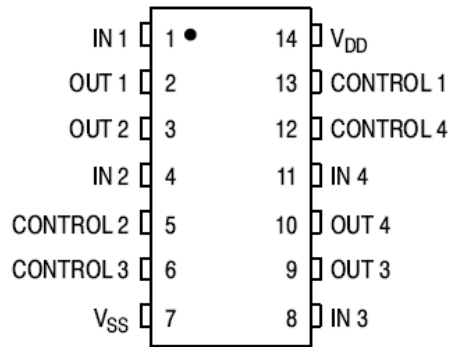 IN 1 1 14 V_DD
OUT 1 2 13 CONTROL 1
OUT 2 3 12 CONTROL 4
IN 2 4 11 IN 4
CONTROL 2 5 10 OUT 4
CONTROL 3 6 9 OUT 3
V_SS 7 8 IN 3